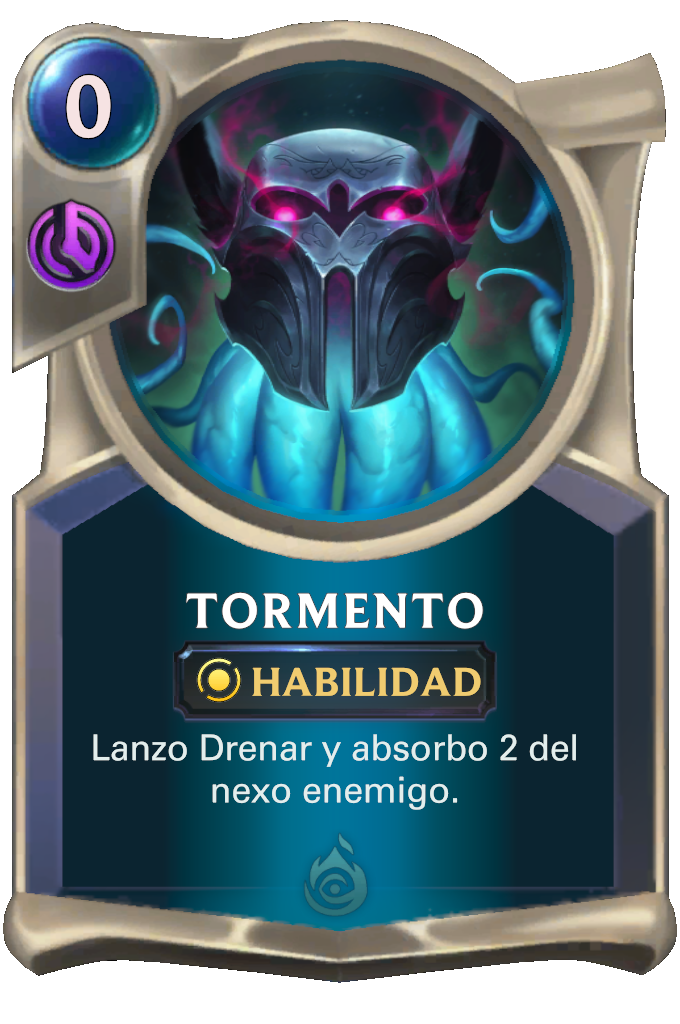 0
TORMENTO
HABILIDAD
Lanzo Drenar y absorbo 2 del
nexo enemigo.